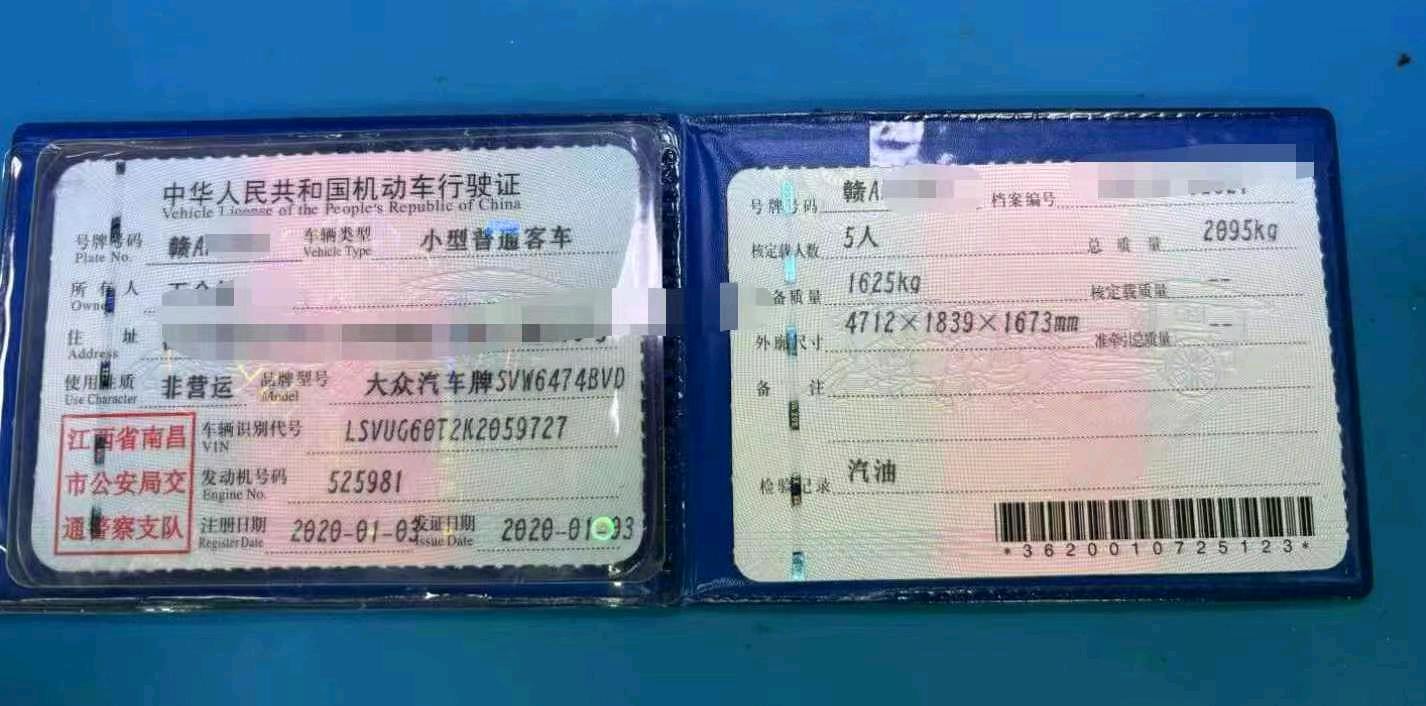 中华人民共和国机动车行驶证
Vehicle License of the People's Republic of China
号牌号码 赣A 车辆类型 小型普通客车
Plate No. Vehicle Type
所有人
Owner
住址
Address
使用性质 非营运 品牌型号 大众汽车牌SVW6474BVD
Use Character Model
江西省南昌
市公安局交
通警察支队
车辆识别代号 LSVUG60T2K2059727
VIN
发动机号码 525981
Engine No.
注册日期 2020-01-03 发证日期 2020-01-03
Register Date Issue Date
号牌号码 赣A 档案编号
核定载人数 5人 总质量 2095kg
备质量 1625kg 核定载质量 --
外廓尺寸 4712×1839×1673mm 准牵引总质量 --
备注
检验记录 汽油
*3620010725123*